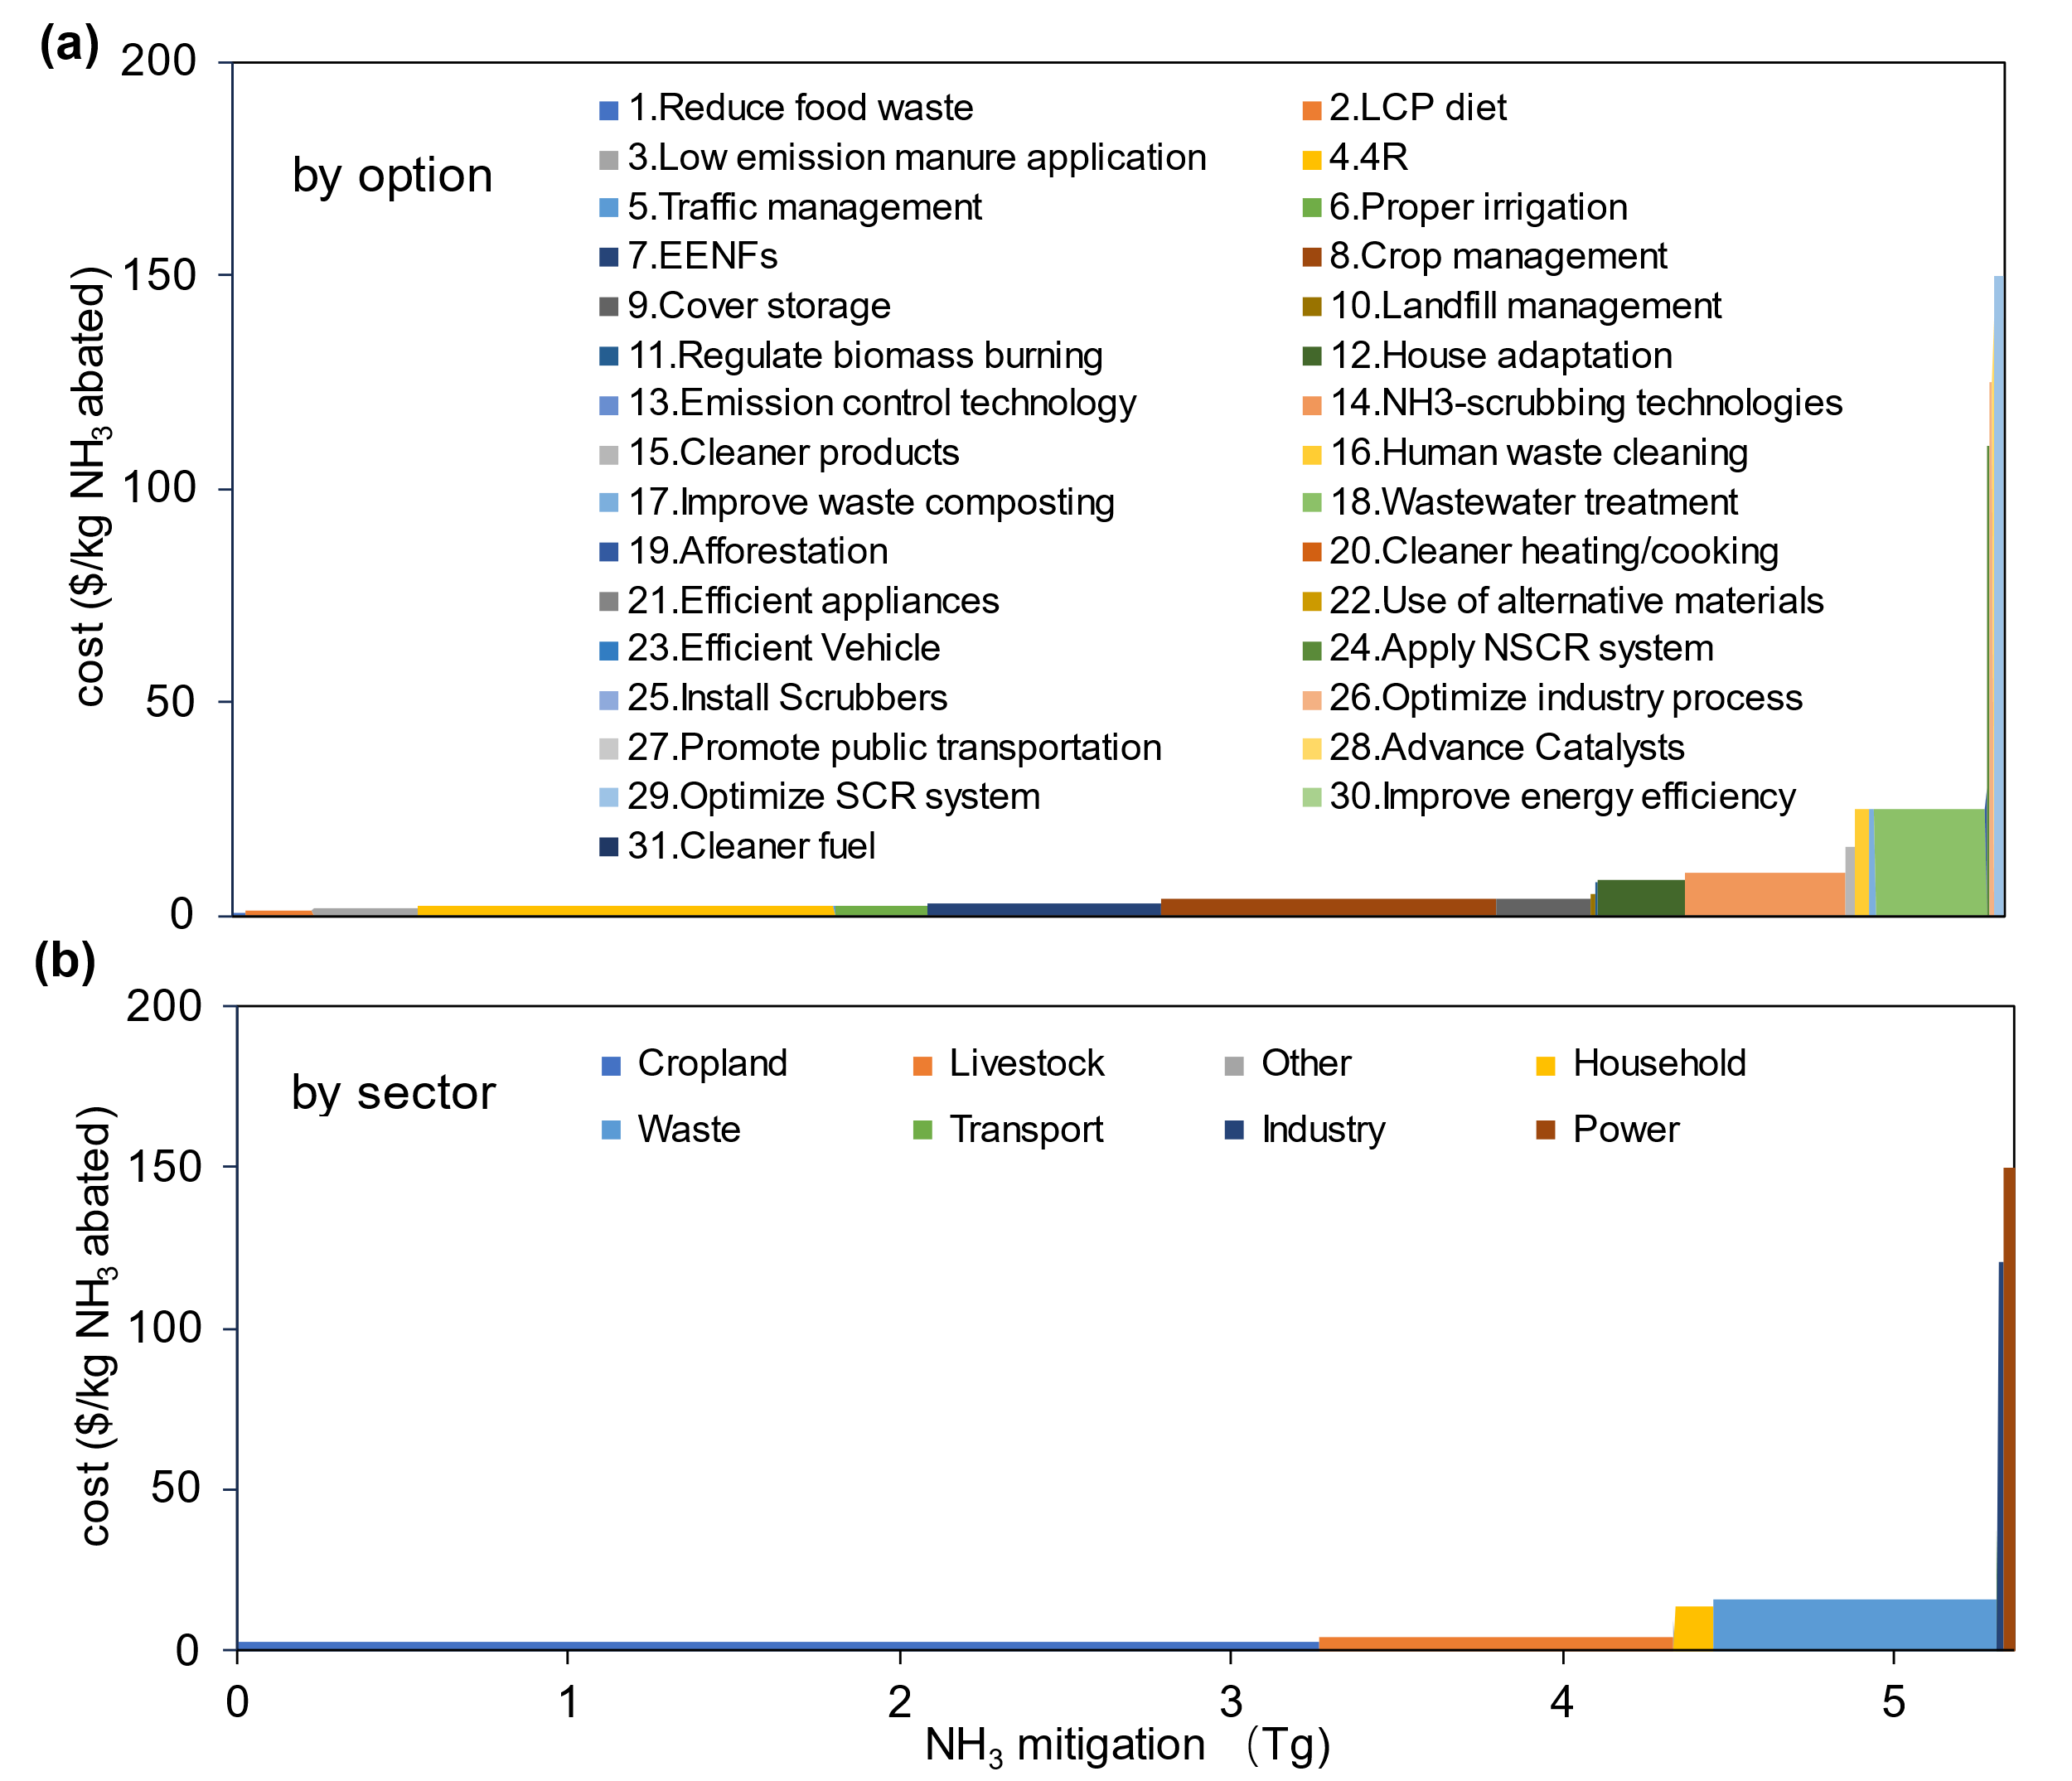 (a)
200
1.Reduce food waste 2.LCP diet
by option
3.Low emission manure application 4.4R
5.Traffic management 6.Proper irrigation
150
7.EENFs 8.Crop management
9.Cover storage 10.Landfill management
11.Regulate biomass burning 12.House adaptation
13.Emission control technology 14.NH3-scrubbing technologies
15.Cleaner products 16.Human waste cleaning
100
17.Improve waste composting 18.Wastewater treatment
19.Afforestation 20.Cleaner heating/cooking
21.Efficient appliances 22.Use of alternative materials
23.Efficient Vehicle 24.Apply NSCR system
50
25.Install Scrubbers 26.Optimize industry process
27.Promote public transportation 28.Advance Catalysts
29.Optimize SCR system 30.Improve energy efficiency
31.Cleaner fuel
0
cost ($/kg NH3 abated)
(b)
200
by sector
Cropland Livestock Other Household
Waste Transport Industry Power
150
100
50
0
cost ($/kg NH3 abated)
0 1 2 3 4 5
NH3 mitigation (Tg)